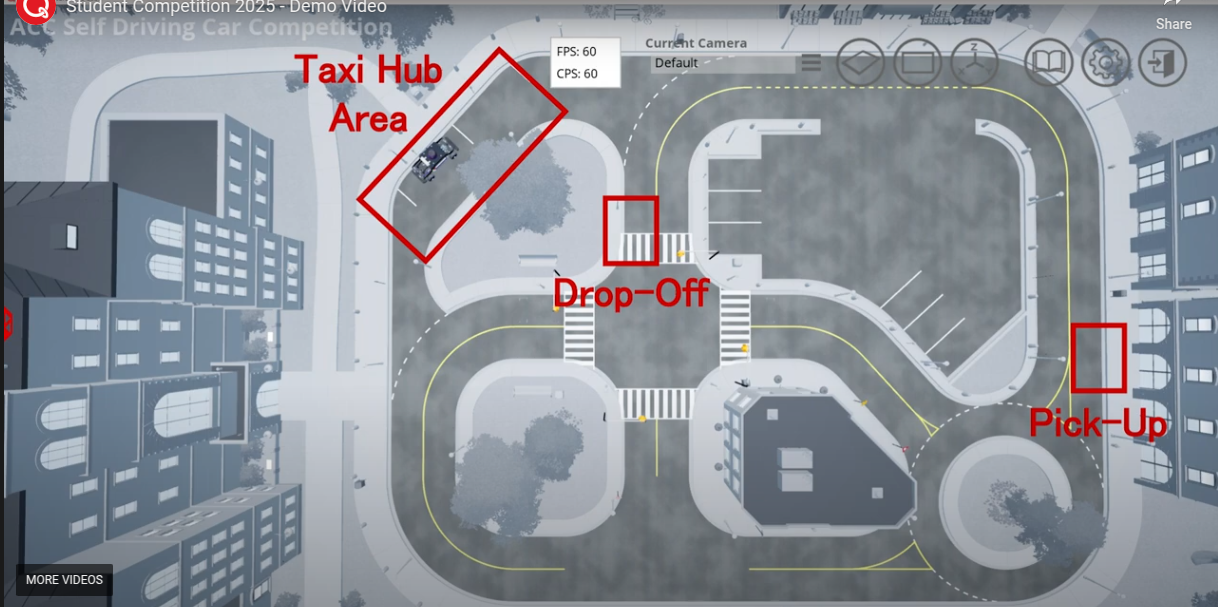 Student Competition 2025 - Demo Video
ACC Self Driving Car Competition
Share
Taxi Hub
Area
FPS: 60
CPS: 60
Current Camera
Default
Z
X
Drop-Off
Pick-Up
MORE VIDEOS